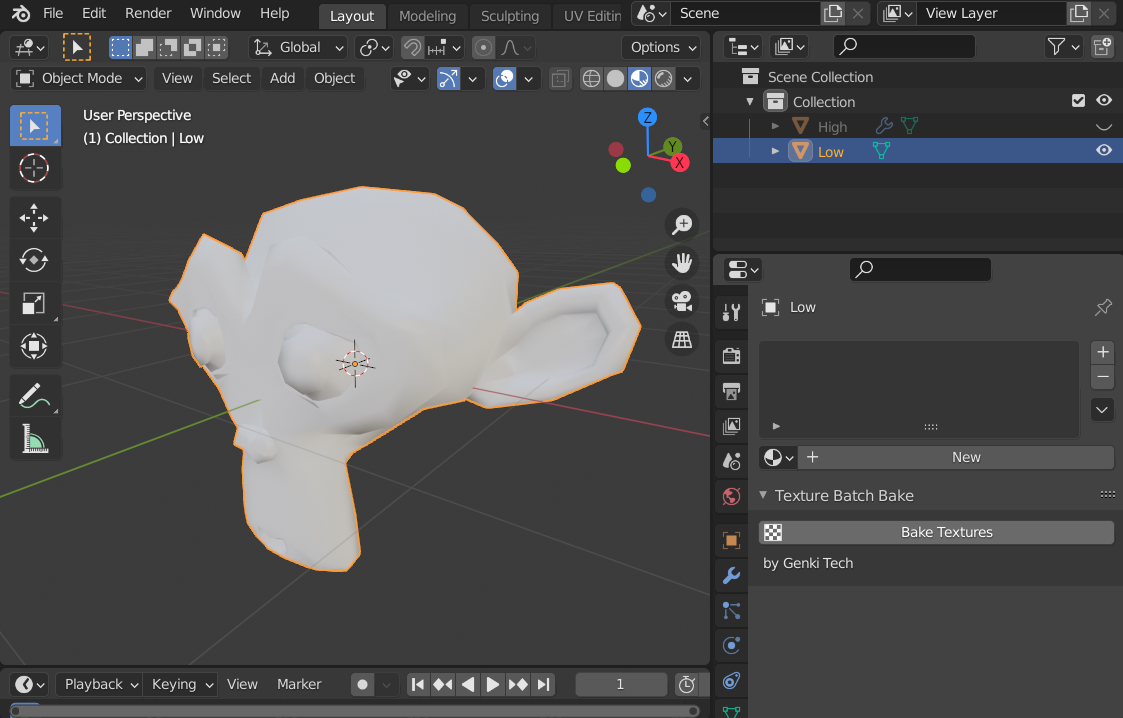 File Edit Render Window Help Layout Modeling Sculpting UV Editin Scene View Layer
Global Options
Object Mode View Select Add Object
User Perspective
(1) Collection | Low
Z
Y
X
Scene Collection
Collection
High
Low
Low
New
Texture Batch Bake
Bake Textures
by Genki Tech
Playback Keying View Marker 1